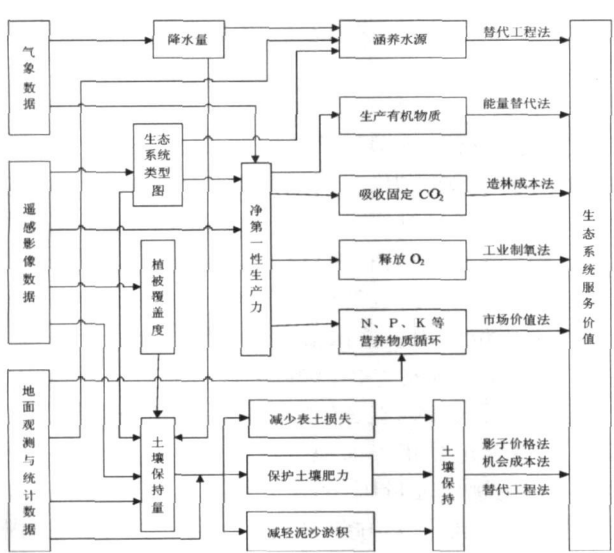 气象数据
降水量
涵养水源
替代工程法
生产有机物质
能量替代法
生态
系统
类型
图
吸收固定 CO₂
造林成本法
遥感影像数据
净第一性生产力
植被覆盖度
释放 O₂
工业制氧法
N、P、K 等
营养物质循环
市场价值法
生态系统服务价值
地面观测与统计数据
土壤保持量
减少表土损失
保护土壤肥力
减轻泥沙淤积
土壤保持
影子价格法
机会成本法
替代工程法